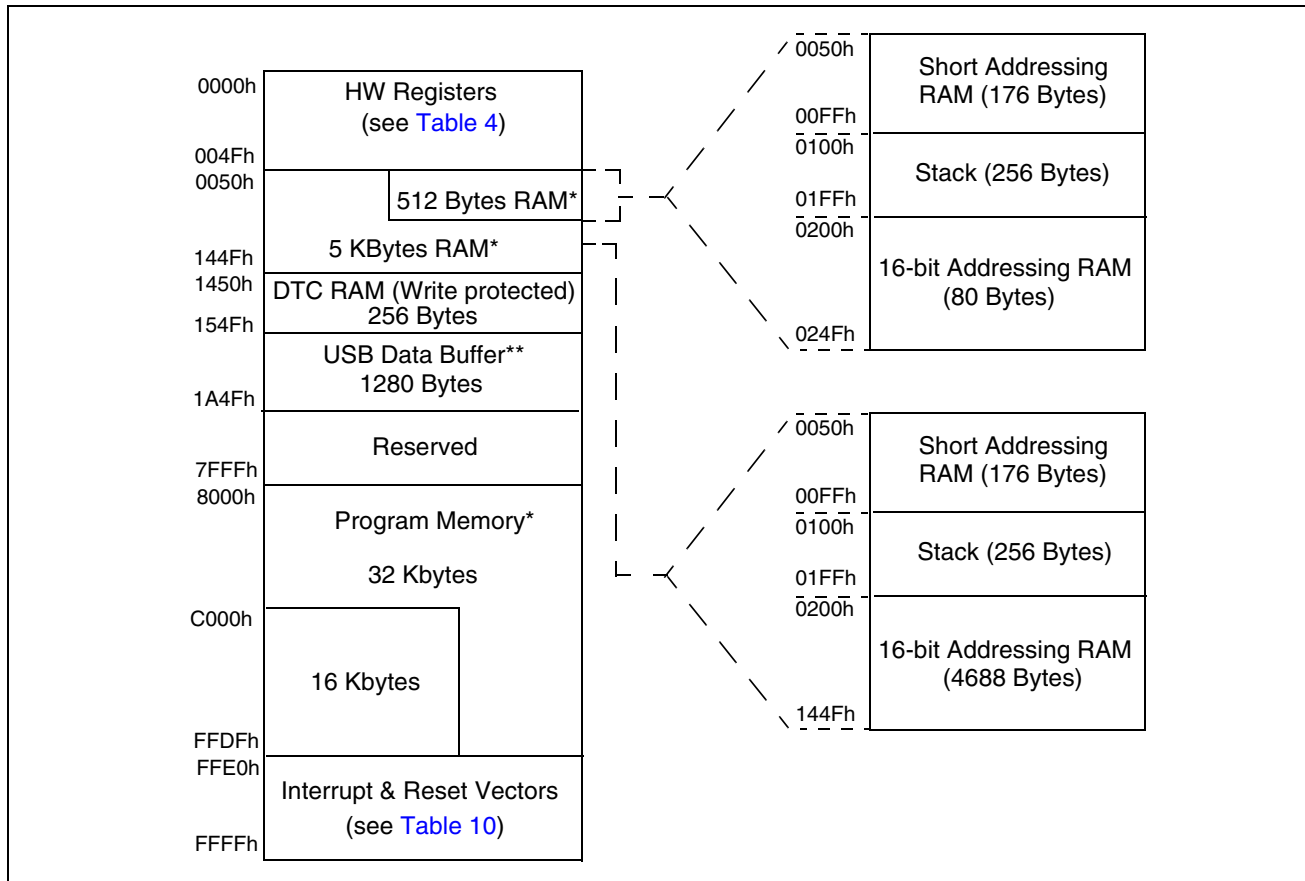 0000h
HW Registers
(see Table 4)
004Fh
0050h
512 Bytes RAM*
5 KBytes RAM*
144Fh
1450h
DTC RAM (Write protected)
256 Bytes
154Fh
USB Data Buffer**
1280 Bytes
1A4Fh
Reserved
7FFFh
8000h
Program Memory*
32 Kbytes
C000h
16 Kbytes
FFDFh
FFE0h
Interrupt & Reset Vectors
(see Table 10)
FFFFh
0050h
Short Addressing
RAM (176 Bytes)
00FFh
0100h
Stack (256 Bytes)
01FFh
0200h
16-bit Addressing RAM
(80 Bytes)
024Fh
0050h
Short Addressing
RAM (176 Bytes)
00FFh
0100h
Stack (256 Bytes)
01FFh
0200h
16-bit Addressing RAM
(4688 Bytes)
144Fh